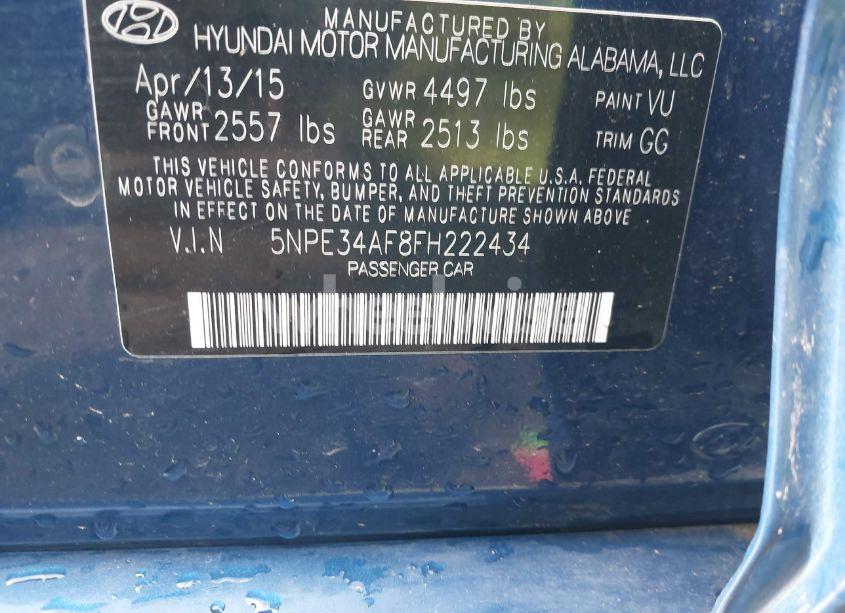 MANUFACTURED BY
HYUNDAI MOTOR MANUFACTURING ALABAMA, LLC
Apr/13/15 GVWR 4497 lbs PAINT VU
GAWR FRONT 2557 lbs GAWR REAR 2513 lbs TRIM GG
THIS VEHICLE CONFORMS TO ALL APPLICABLE U.S.A. FEDERAL
MOTOR VEHICLE SAFETY, BUMPER, AND THEFT PREVENTION STANDARDS
IN EFFECT ON THE DATE OF MANUFACTURE SHOWN ABOVE
V.I.N 5NPE34AF8FH222434
PASSENGER CAR